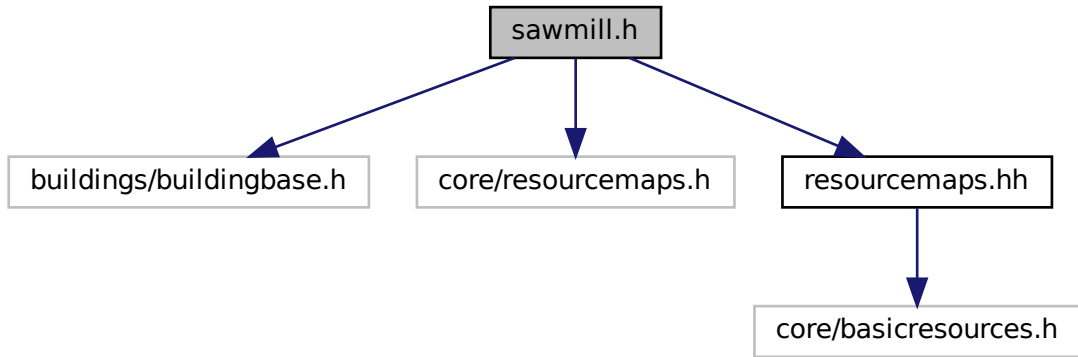 sawmill.h
buildings/buildingbase.h
core/resourcemaps.h
resourcemaps.hh
core/basicresources.h